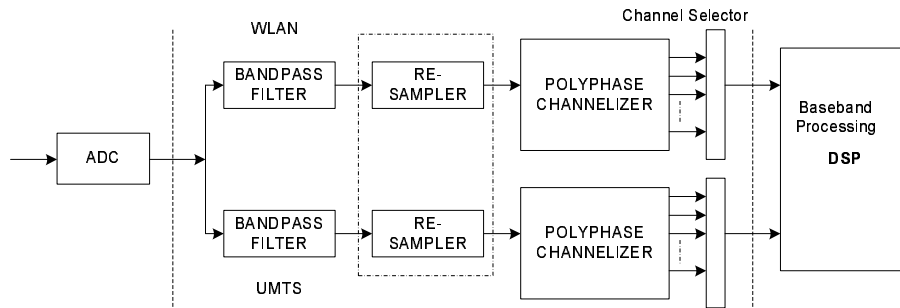 Channel Selector
WLAN
BANDPASS
FILTER
RE-
SAMPLER
POLYPHASE
CHANNELIZER
Baseband
Processing
DSP
ADC
BANDPASS
FILTER
RE-
SAMPLER
POLYPHASE
CHANNELIZER
UMTS